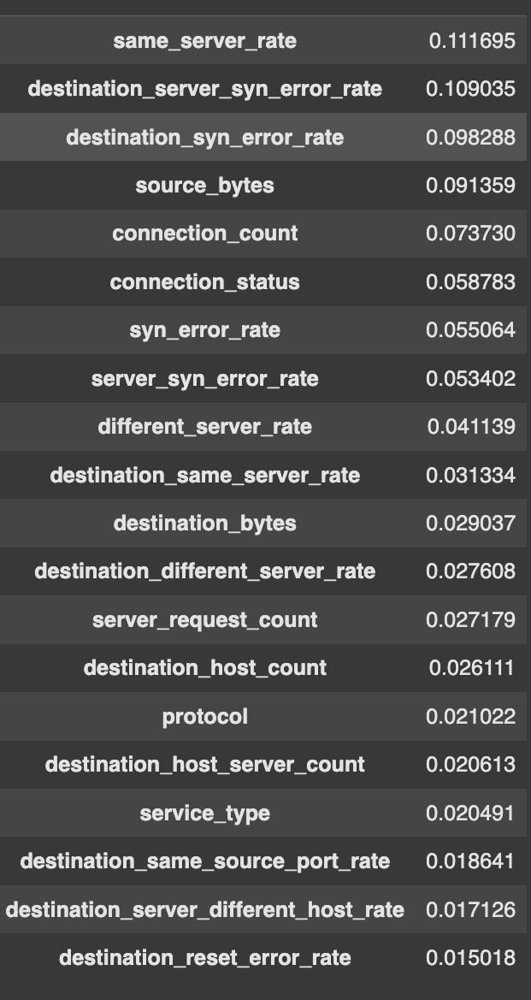 same_server_rate 0.111695
destination_server_syn_error_rate 0.109035
destination_syn_error_rate 0.098288
source_bytes 0.091359
connection_count 0.073730
connection_status 0.058783
syn_error_rate 0.055064
server_syn_error_rate 0.053402
different_server_rate 0.041139
destination_same_server_rate 0.031334
destination_bytes 0.029037
destination_different_server_rate 0.027608
server_request_count 0.027179
destination_host_count 0.026111
protocol 0.021022
destination_host_server_count 0.020613
service_type 0.020491
destination_same_source_port_rate 0.018641
destination_server_different_host_rate 0.017126
destination_reset_error_rate 0.015018